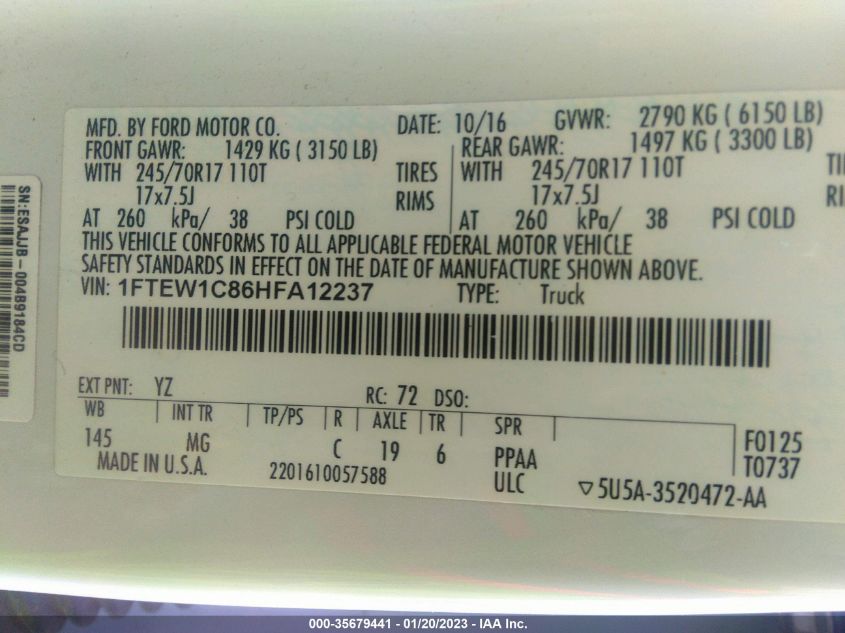 MFD. BY FORD MOTOR CO. DATE: 10/16 GVWR: 2790 KG ( 6150 LB)
FRONT GAWR: 1429 KG ( 3150 LB) REAR GAWR: 1497 KG ( 3300 LB)
WITH 245/70R17 110T TIRES WITH 245/70R17 110T TIRES
17x7.5J RIMS 17x7.5J
AT 260 kPa/ 38 PSI COLD AT 260 kPa/ 38 PSI COLD
THIS VEHICLE CONFORMS TO ALL APPLICABLE FEDERAL MOTOR VEHICLE
SAFETY STANDARDS IN EFFECT ON THE DATE OF MANUFACTURE SHOWN ABOVE.
VIN: 1FTEW1C86HFA12237 TYPE: Truck
EXT PNT: YZ RC: 72 DSO:
WB INT TR TP/PS R AXLE TR SPR
145 MG C 19 6 PPAA F0125
MADE IN U.S.A. 2201610057588 ULC ▽5U5A-3520472-AA T0737
SN:ESAJJB - 004B9184CD
000-35679441 - 01/20/2023 - IAA Inc.